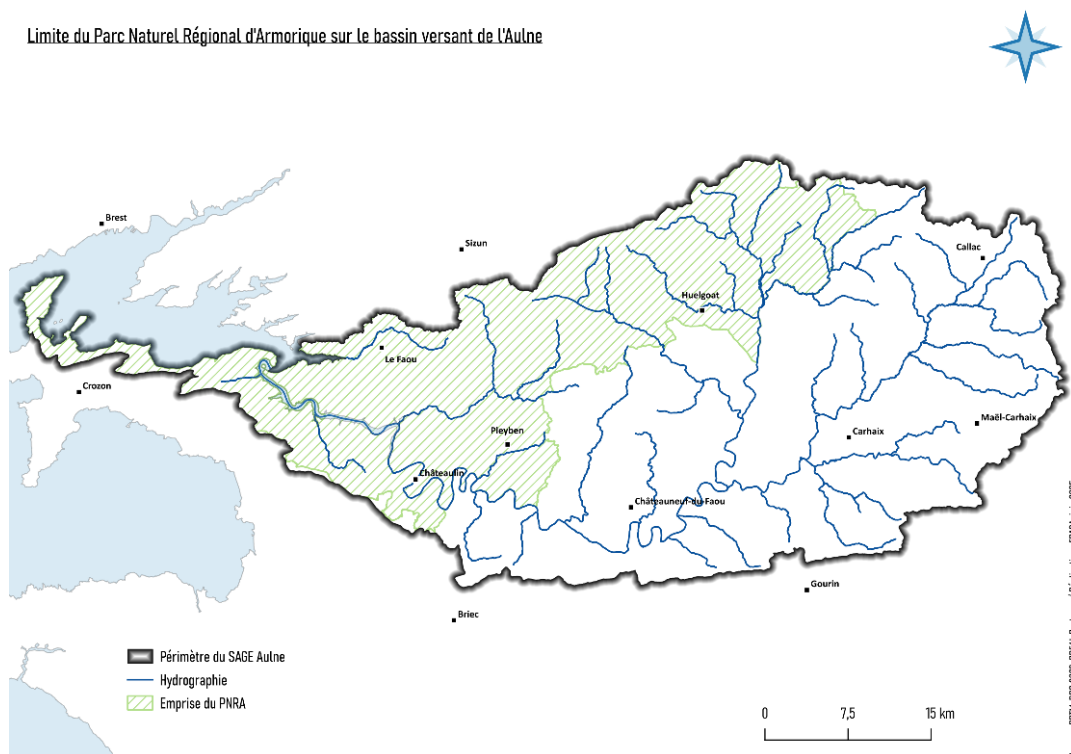 Limite du Parc Naturel Régional d'Armorique sur le bassin versant de l'Aulne
Brest
Sizun
Callac
Huelgoat
Le Faou
Crozon
Maël-Carhaix
Carhaix
Pleyben
Châteaulin
Châteauneuf-du-Faou
Gourin
Briec
Périmètre du SAGE Aulne
Hydrographie
Emprise du PNRA
0 7,5 15 km